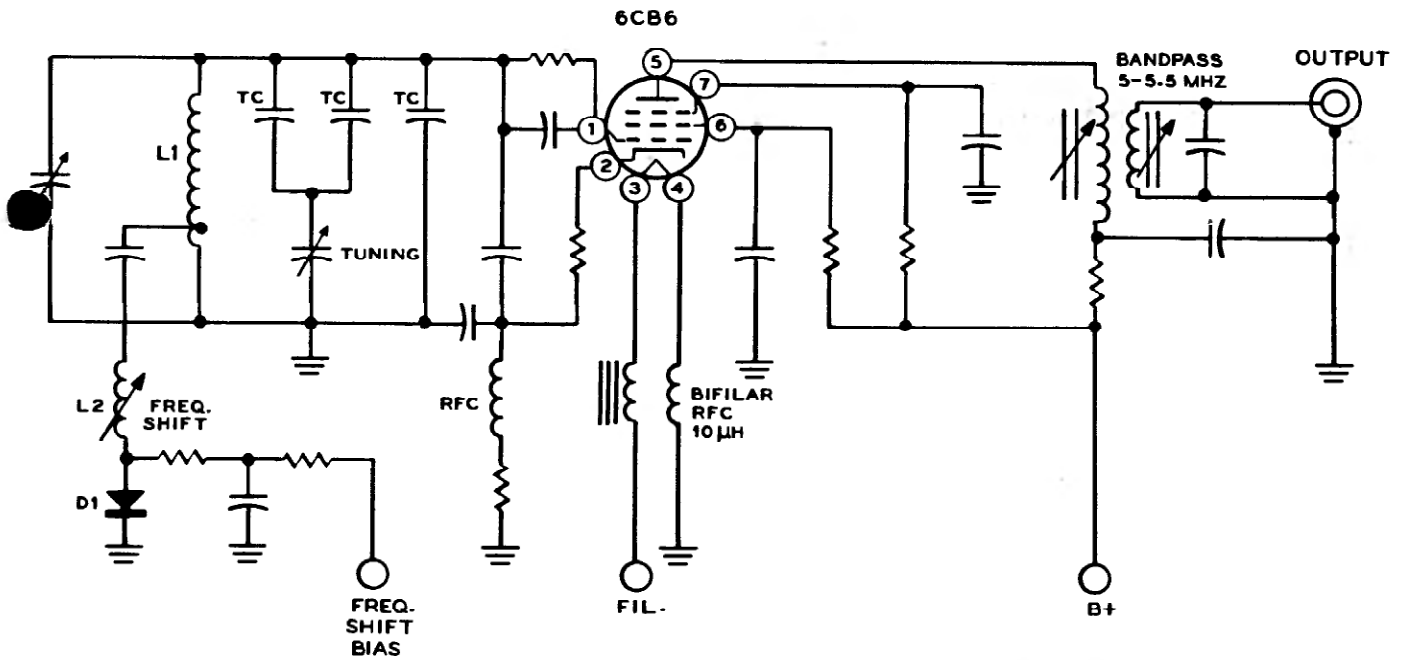 6CB6
BANDPASS
5-5.5 MHZ
OUTPUT
TC
TC
TC
L1
1
2
3
4
5
6
7
TUNING
L2
FREQ.
SHIFT
RFC
BIFILAR
RFC
10 µH
D1
FREQ.
SHIFT
BIAS
FIL-
B+